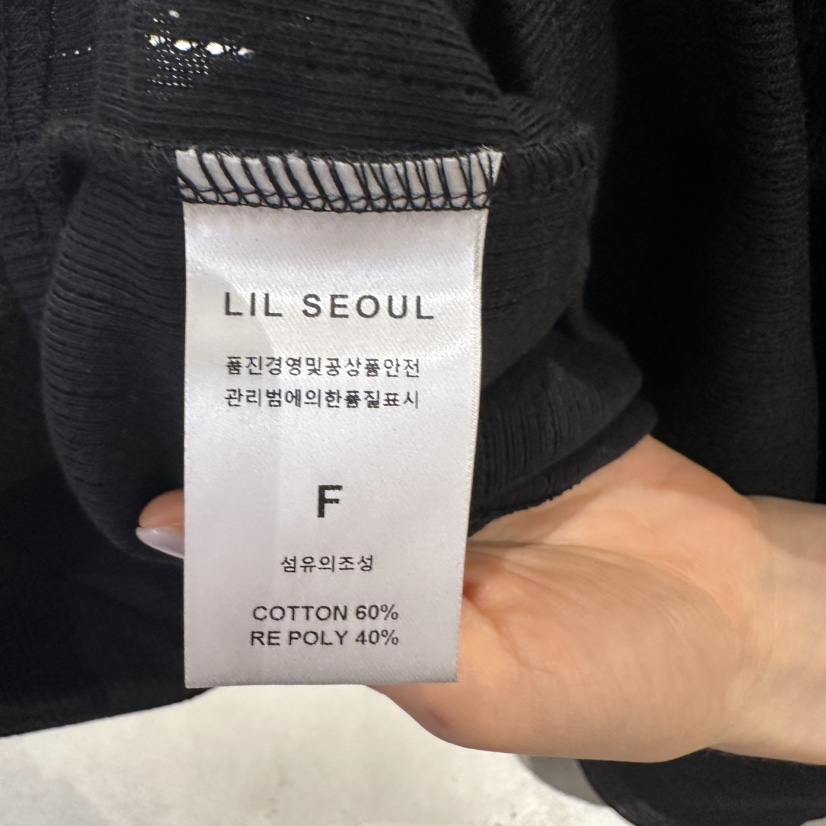 LIL SEOUL
품진경영및공상품안전
관리범에의한품질표시
F
섬유의조성
COTTON 60%
RE POLY 40%